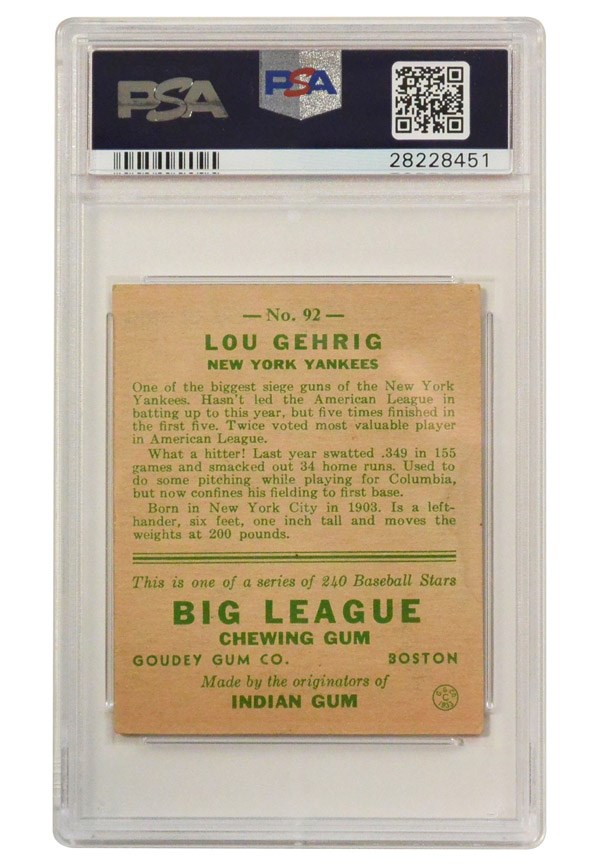 PSA
PSA
28228451
— No. 92 —
LOU GEHRIG
NEW YORK YANKEES
One of the biggest siege guns of the New York
Yankees. Hasn't led the American League in
batting up to this year, but five times finished in
the first five. Twice voted most valuable player
in American League.
What a hitter! Last year swatted .349 in 155
games and smacked out 34 home runs. Used to
do some pitching while playing for Columbia,
but now confines his fielding to first base.
Born in New York City in 1903. Is a left-
hander, six feet, one inch tall and moves the
weights at 200 pounds.
This is one of a series of 240 Baseball Stars
BIG LEAGUE
CHEWING GUM
GOUDEY GUM CO. BOSTON
Made by the originators of
INDIAN GUM